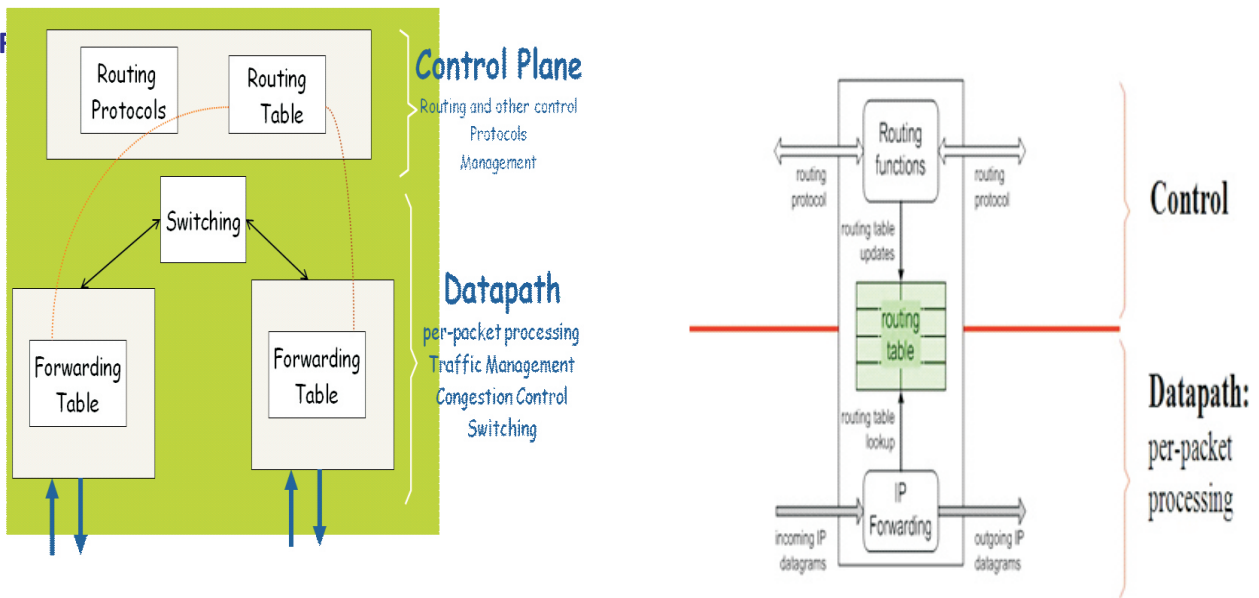 Routing
Protocols
Routing
Table
Control Plane
Routing and other control
Protocols
Management
Switching
Datapath
per-packet processing
Traffic Management
Congestion Control
Switching
Forwarding
Table
Forwarding
Table
Routing
functions
routing
protocol
routing
protocol
routing table
updates
Control
routing
table
routing table
lookup
Datapath:
per-packet
processing
IP
Forwarding
incoming IP
datagrams
outgoing IP
datagrams